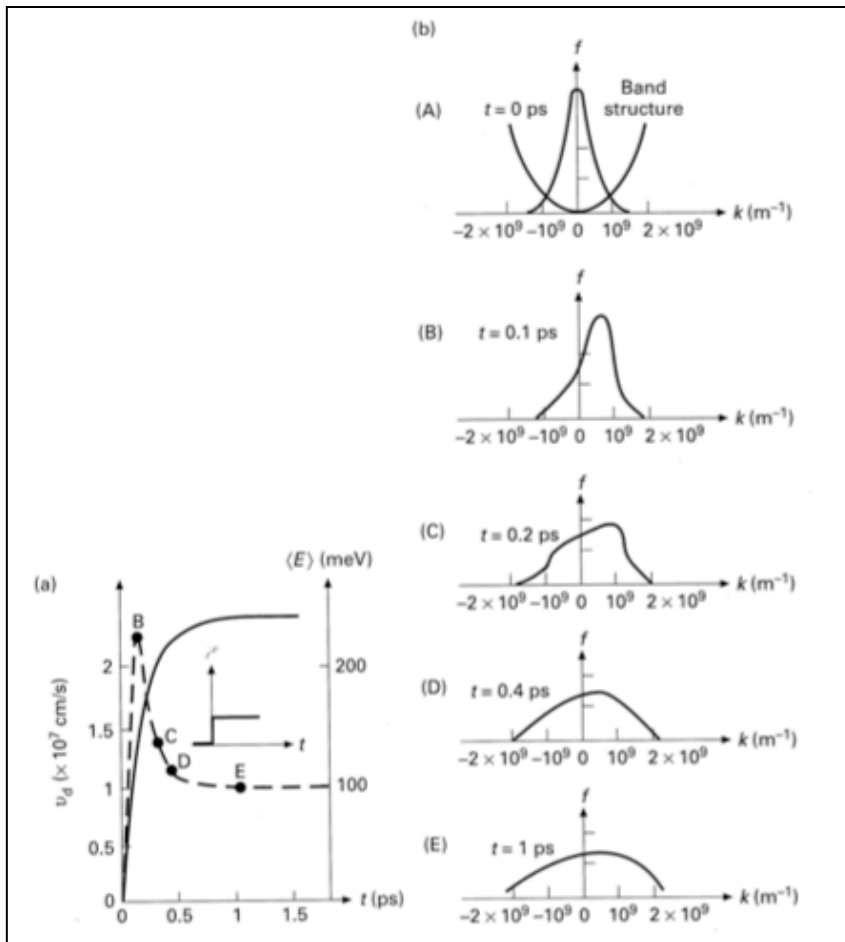 (b)
f
(A)
t = 0 ps
Band
structure
k (m⁻¹)
−2 × 10⁹ −10⁹ 0 10⁹ 2 × 10⁹
f
(B)
t = 0.1 ps
k (m⁻¹)
−2 × 10⁹ −10⁹ 0 10⁹ 2 × 10⁹
f
(C)
t = 0.2 ps
k (m⁻¹)
−2 × 10⁹ −10⁹ 0 10⁹ 2 × 10⁹
f
(D)
t = 0.4 ps
k (m⁻¹)
−2 × 10⁹ −10⁹ 0 10⁹ 2 × 10⁹
f
(E)
t = 1 ps
k (m⁻¹)
−2 × 10⁹ −10⁹ 0 10⁹ 2 × 10⁹
(a)
⟨E⟩ (meV)
B
2
200
1.5
C
t
D
E
1
100
0.5
0
υd (× 10⁷ cm/s)
0 0.5 1 1.5
t (ps)